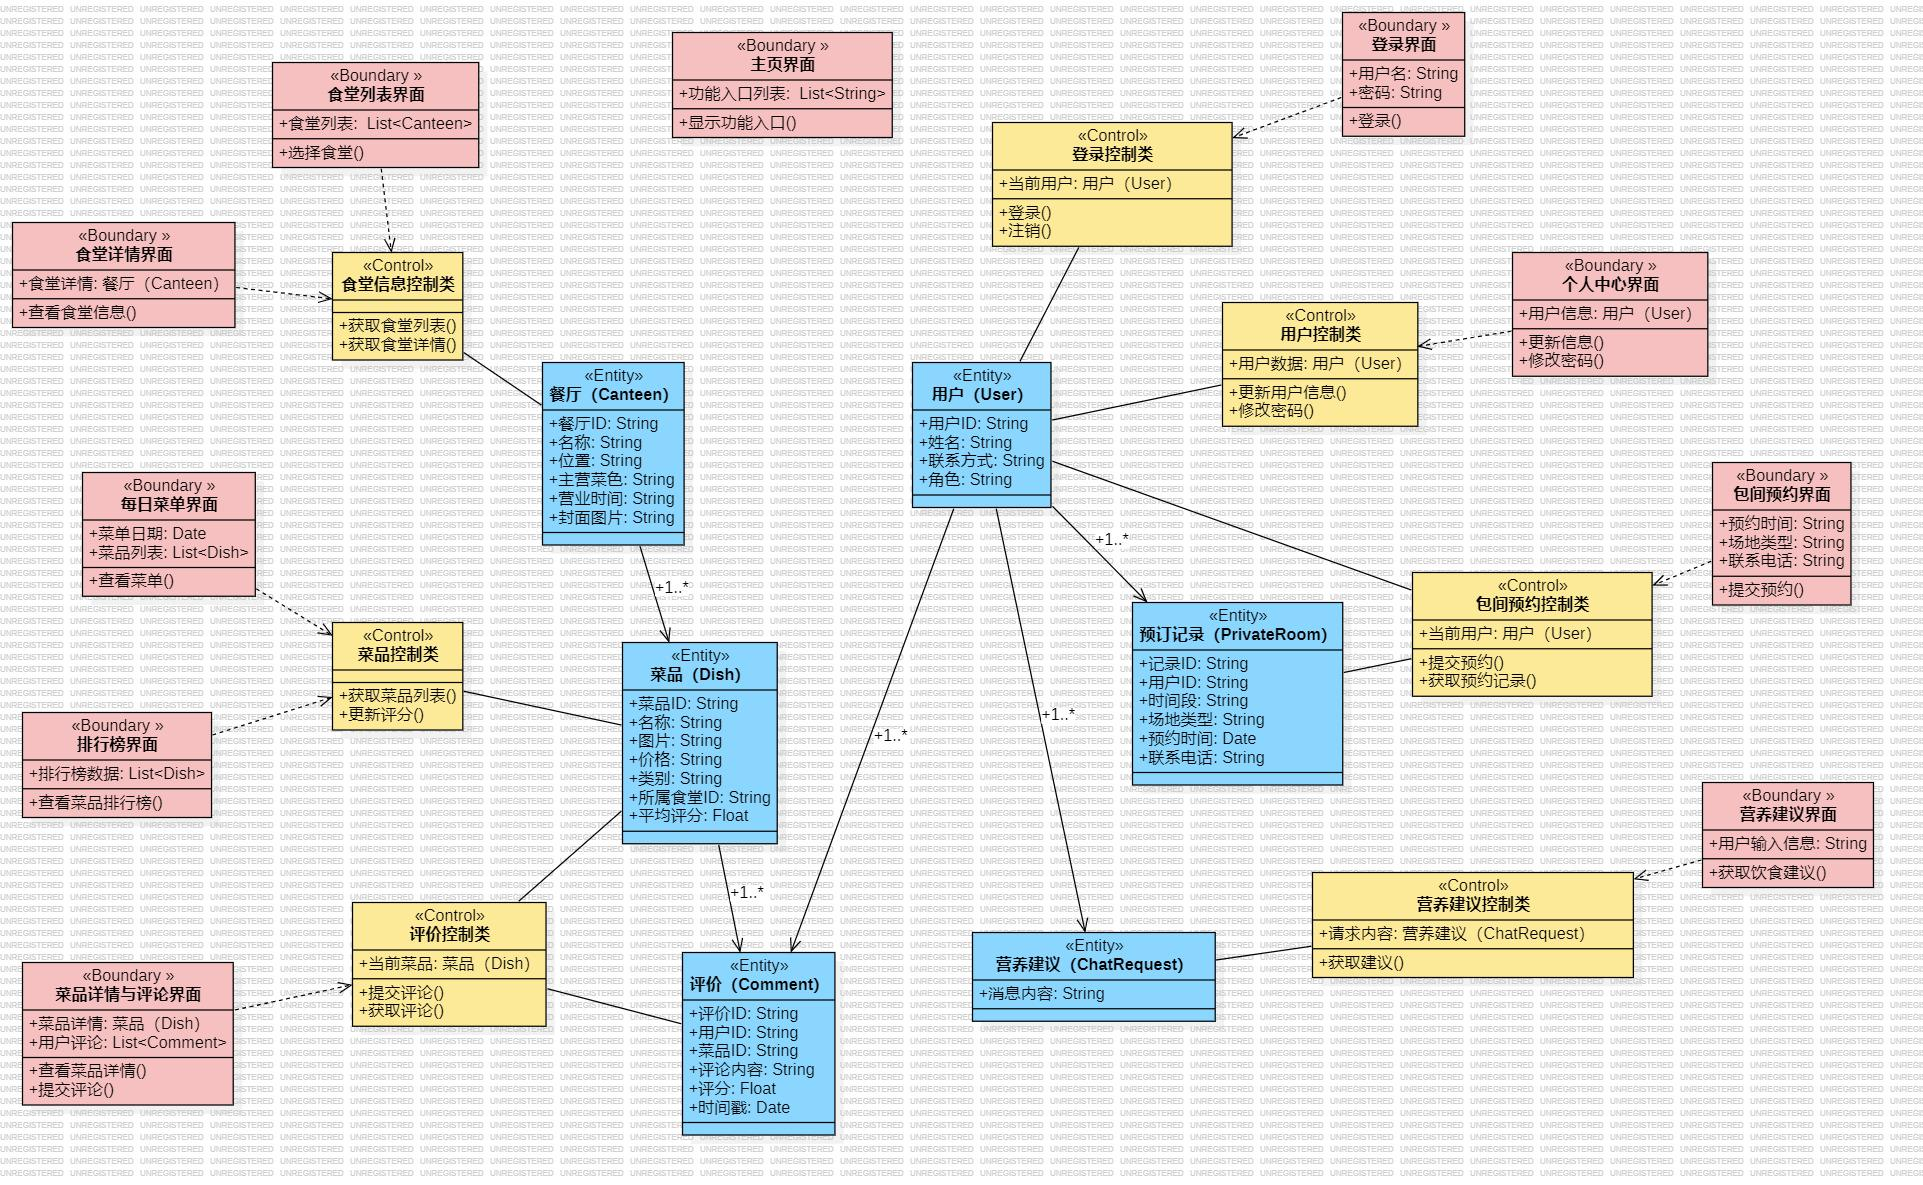 «Boundary »
食堂列表界面
+食堂列表: List<Canteen>
+选择食堂()
«Boundary »
主页界面
+功能入口列表: List<String>
+显示功能入口()
«Boundary »
登录界面
+用户名: String
+密码: String
+登录()
«Control»
登录控制类
+当前用户: 用户（User）
+登录()
+注销()
«Boundary »
食堂详情界面
+食堂详情: 餐厅（Canteen）
+查看食堂信息()
«Control»
食堂信息控制类
+获取食堂列表()
+获取食堂详情()
«Boundary »
个人中心界面
+用户信息: 用户（User）
+更新信息()
+修改密码()
«Control»
用户控制类
+用户数据: 用户（User）
+更新用户信息()
+修改密码()
«Entity»
餐厅（Canteen）
+餐厅ID: String
+名称: String
+位置: String
+主营菜色: String
+营业时间: String
+封面图片: String
«Entity»
用户（User）
+用户ID: String
+姓名: String
+联系方式: String
+角色: String
«Boundary »
每日菜单界面
+菜单日期: Date
+菜品列表: List<Dish>
+查看菜单()
«Boundary »
包间预约界面
+预约时间: String
+场地类型: String
+联系电话: String
+提交预约()
+1..*
+1..*
«Control»
包间预约控制类
+当前用户: 用户（User）
+提交预约()
+获取预约记录()
«Control»
菜品控制类
+获取菜品列表()
+更新评分()
«Entity»
菜品（Dish）
+菜品ID: String
+名称: String
+图片: String
+价格: String
+类别: String
+所属食堂ID: String
+平均评分: Float
«Entity»
预订记录（PrivateRoom）
+记录ID: String
+用户ID: String
+时间段: String
+场地类型: String
+预约时间: Date
+联系电话: String
«Boundary »
排行榜界面
+排行榜数据: List<Dish>
+查看菜品排行榜()
+1..*
+1..*
«Boundary »
营养建议界面
+用户输入信息: String
+获取饮食建议()
+1..*
«Control»
营养建议控制类
+请求内容: 营养建议（ChatRequest）
+获取建议()
«Control»
评价控制类
+当前菜品: 菜品（Dish）
+提交评论()
+获取评论()
«Entity»
营养建议（ChatRequest）
+消息内容: String
«Boundary »
菜品详情与评论界面
+菜品详情: 菜品（Dish）
+用户评论: List<Comment>
+查看菜品详情()
+提交评论()
«Entity»
评价（Comment）
+评价ID: String
+用户ID: String
+菜品ID: String
+评论内容: String
+评分: Float
+时间戳: Date
UNREGISTERED